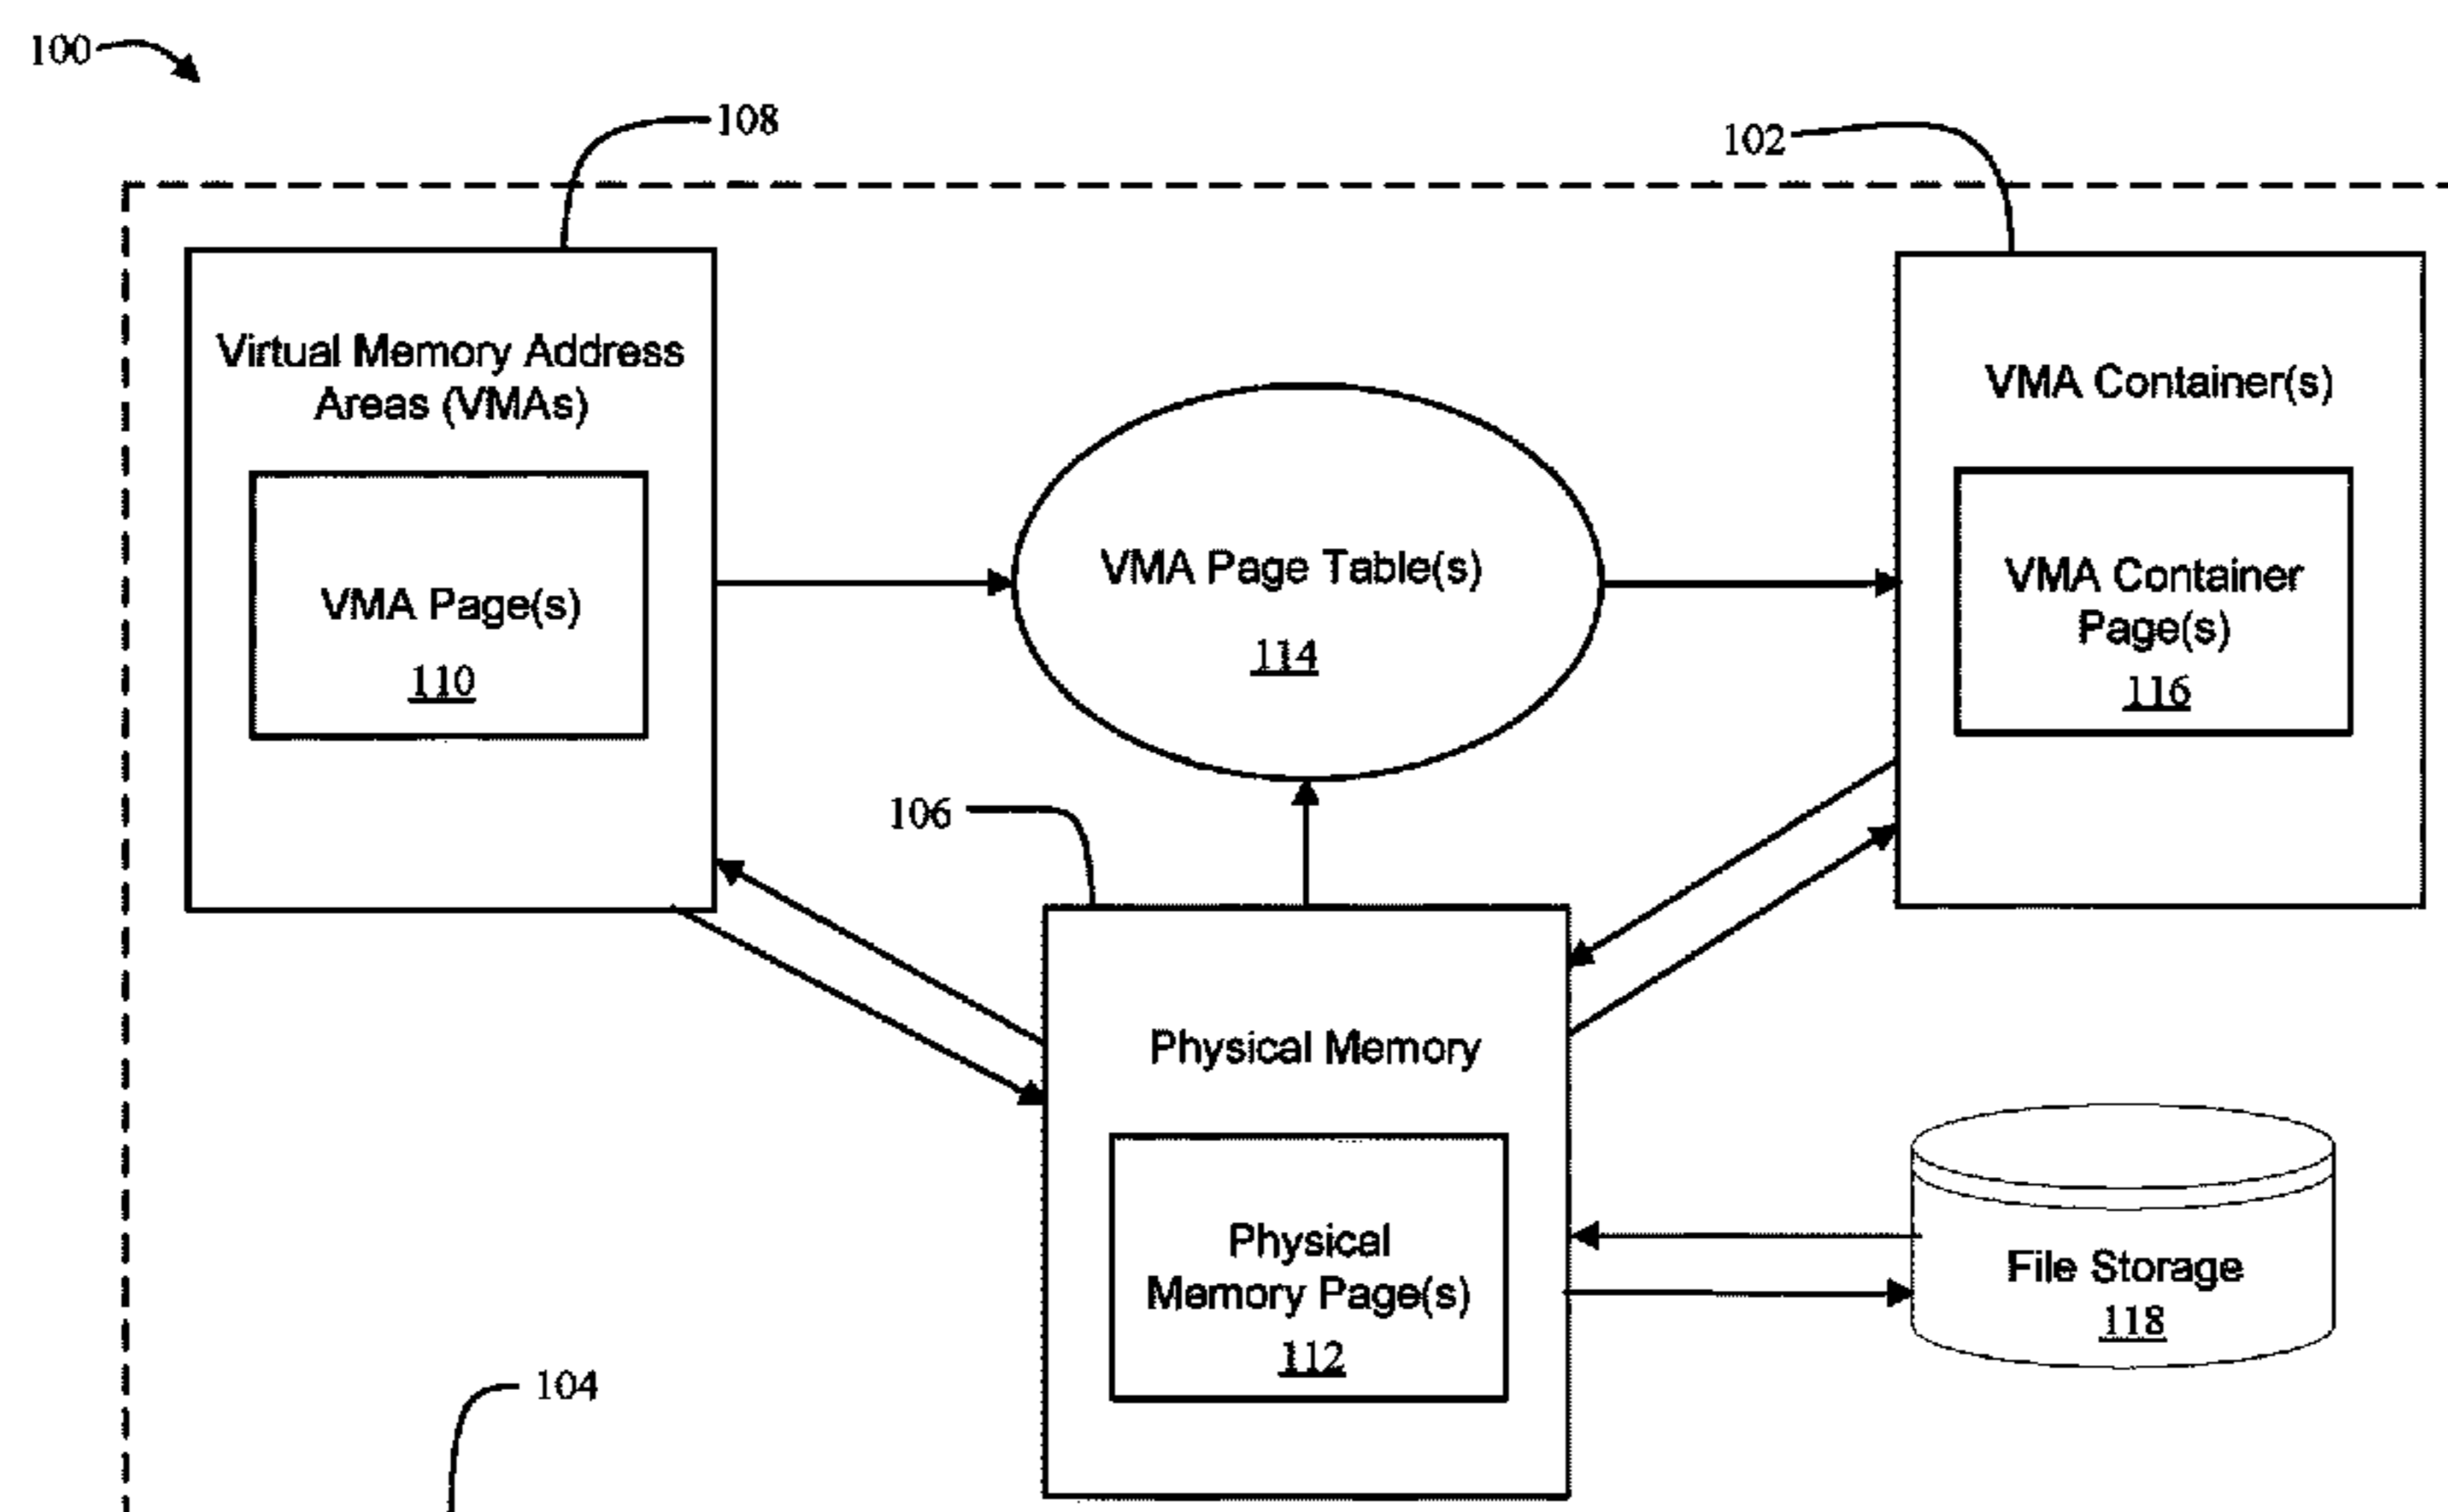 100
108
102
Virtual Memory Address
Areas (VMAs)
VMA Page(s)
110
VMA Page Table(s)
114
VMA Container(s)
VMA Container
Page(s)
116
106
Physical Memory
Physical
Memory Page(s)
112
File Storage
118
104